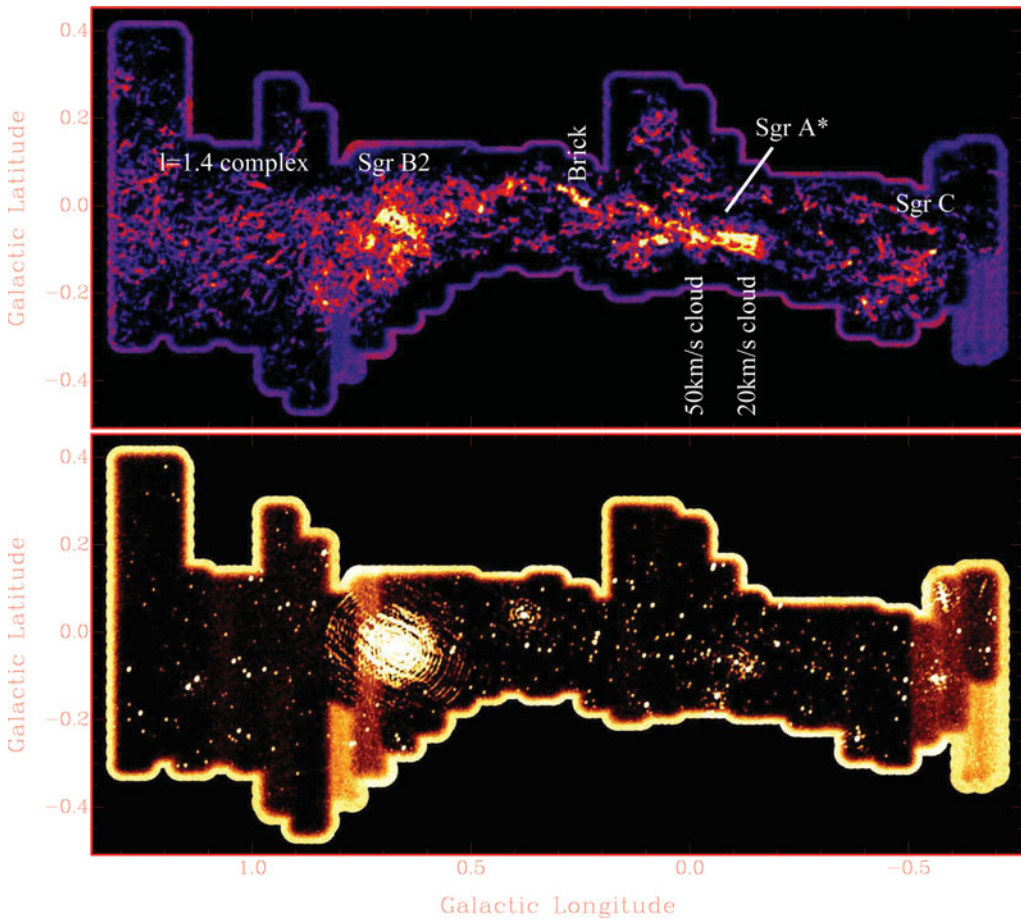 0.4
0.2
0.0
−0.2
−0.4
Galactic Latitude
l=1.4 complex
Sgr B2
Brick
Sgr A*
Sgr C
50km/s cloud
20km/s cloud
0.4
0.2
0.0
−0.2
−0.4
Galactic Latitude
1.0
0.5
0.0
−0.5
Galactic Longitude